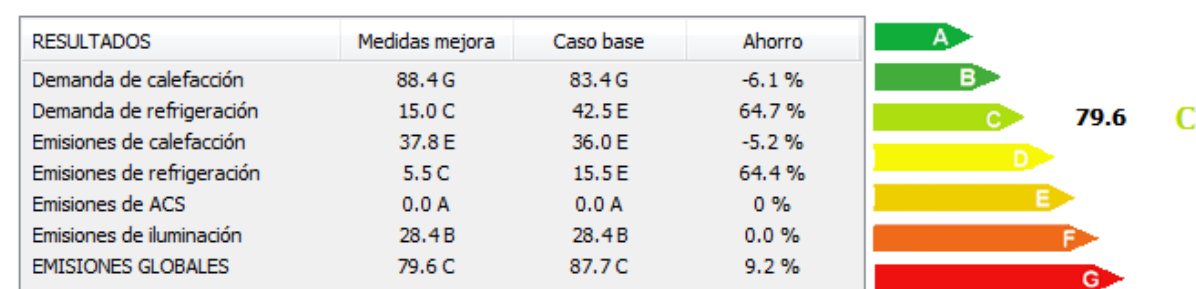 RESULTADOS Medidas mejora Caso base Ahorro
Demanda de calefacción 88.4 G 83.4 G -6.1 %
Demanda de refrigeración 15.0 C 42.5 E 64.7 %
Emisiones de calefacción 37.8 E 36.0 E -5.2 %
Emisiones de refrigeración 5.5 C 15.5 E 64.4 %
Emisiones de ACS 0.0 A 0.0 A 0 %
Emisiones de iluminación 28.4 B 28.4 B 0.0 %
EMISIONES GLOBALES 79.6 C 87.7 C 9.2 %
A
B
C 79.6 C
D
E
F
G